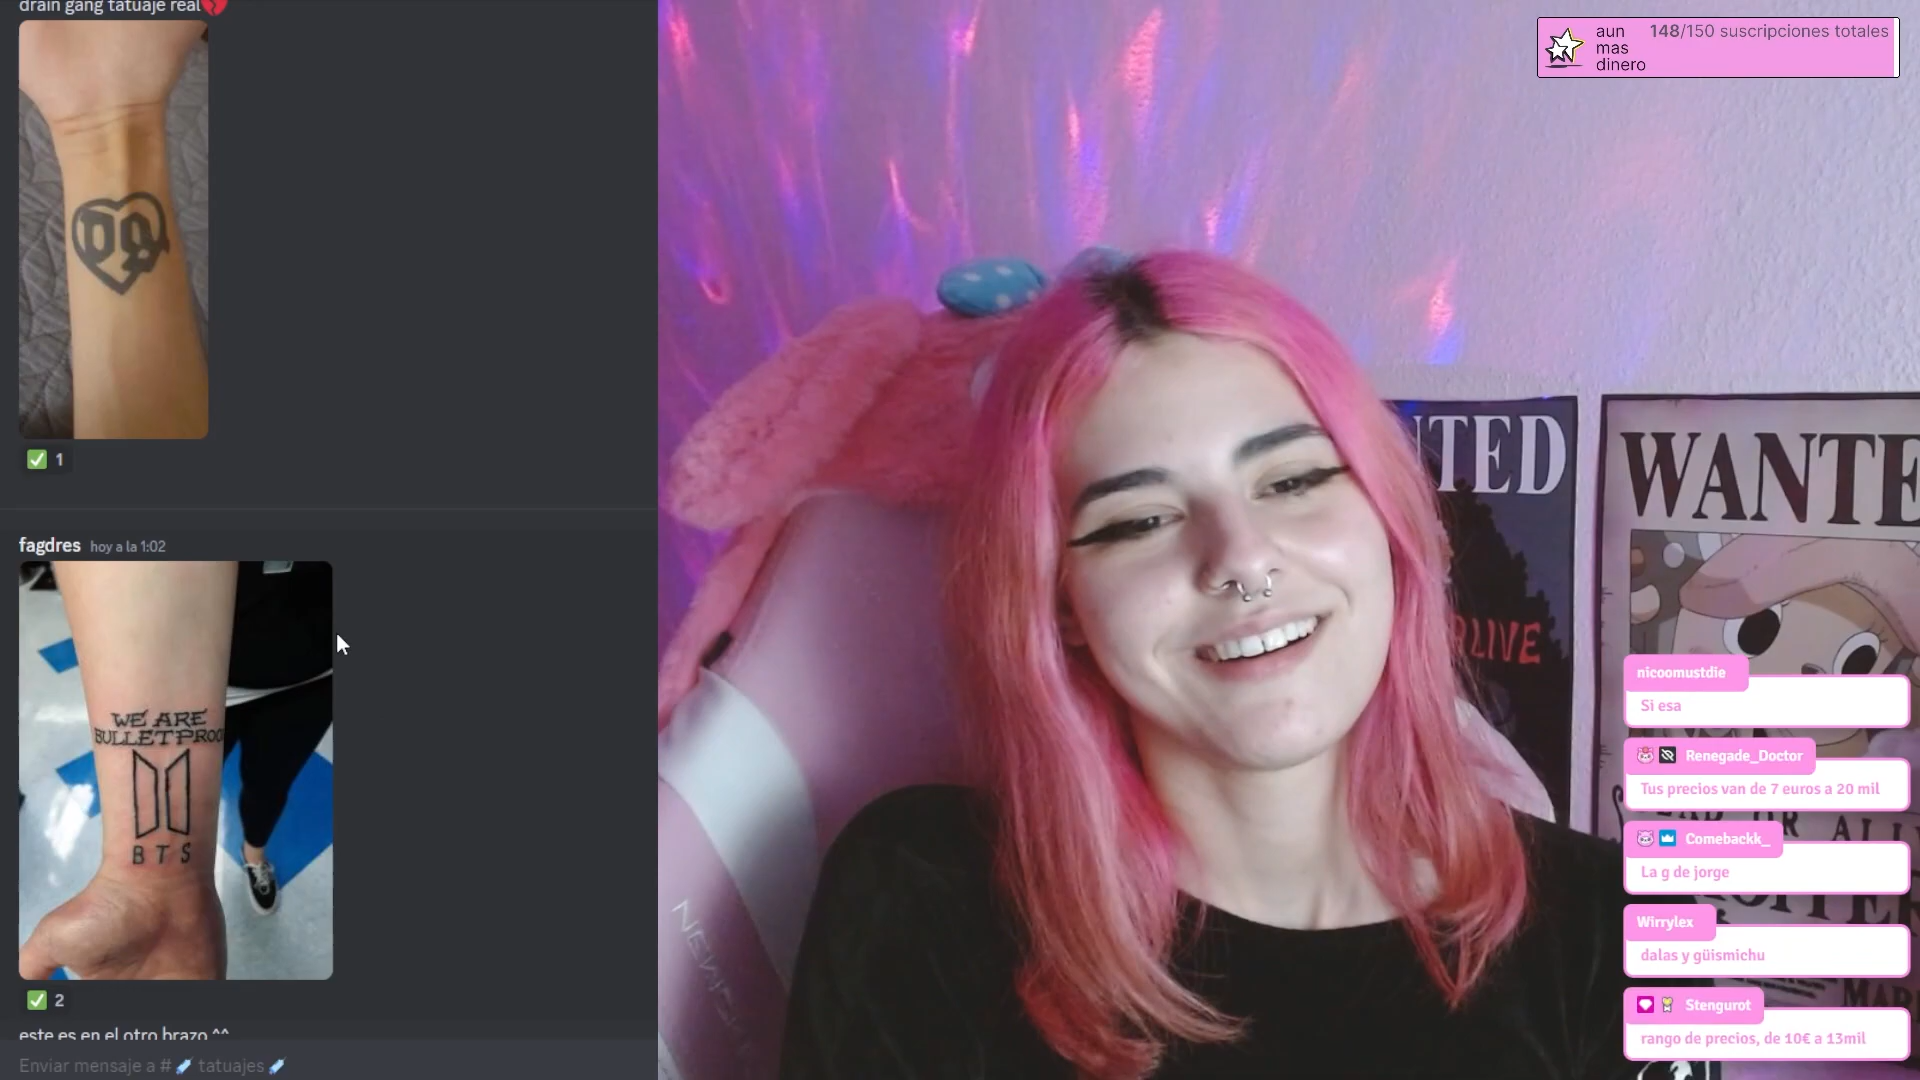 drain gang tatuaje real
DG
1
fagdres hoy a la 1:02
WE ARE
BULLETPROO
BTS
2
este es en el otro brazo ^^
Enviar mensaje a # tatuajes
aun
mas
dinero
148/150 suscripciones totales
WANTE
TED
ALIVE
nicoomustdie
Si esa
Renegade_Doctor
Tus precios van de 7 euros a 20 mil
Comebackk_
La g de jorge
Wirrylex
dalas y güismichu
Stengurot
rango de precios, de 10€ a 13mil